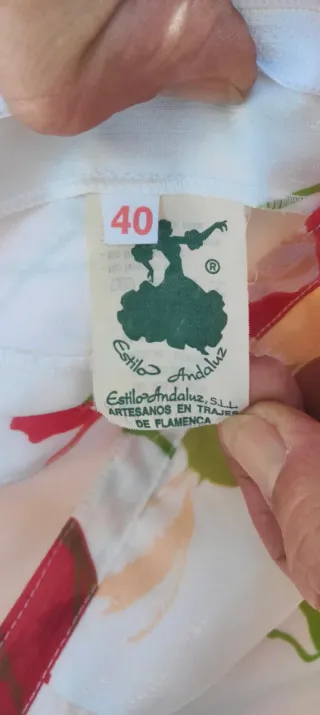 40
®
Estilo Andaluz
Estilo Andaluz, S.L.L.
ARTESANOS EN TRAJES
DE FLAMENCA